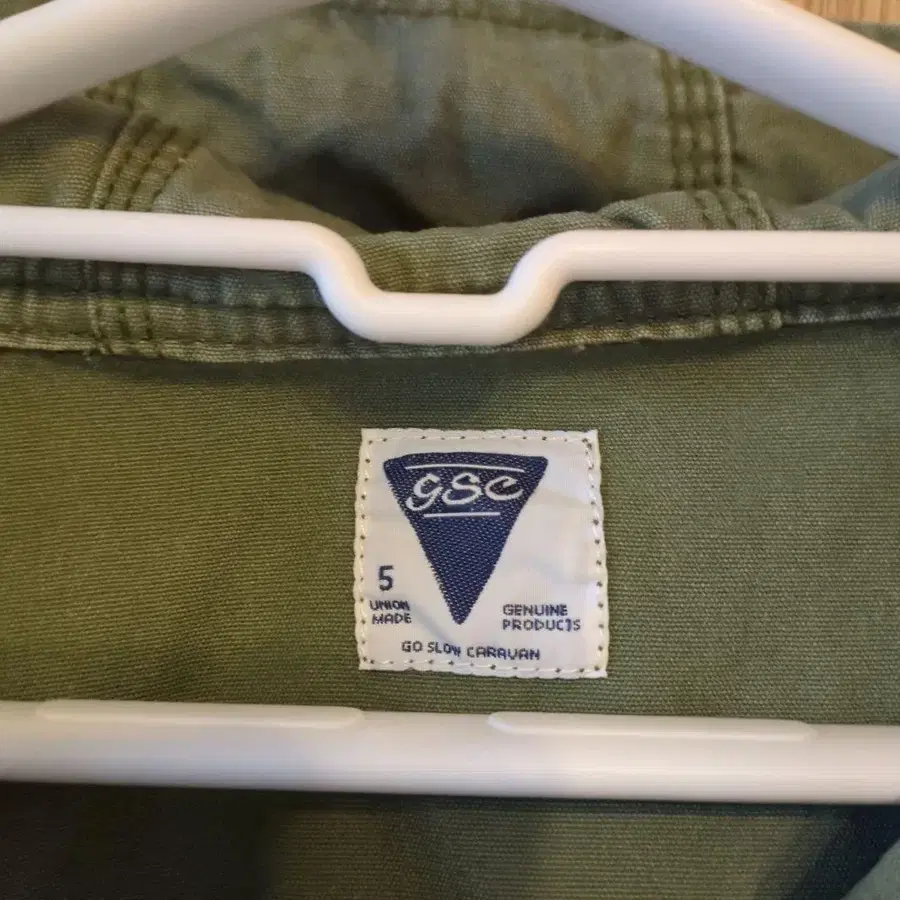 gsc
5
UNION MADE
GENUINE PRODUCTS
GO SLOW CARAVAN